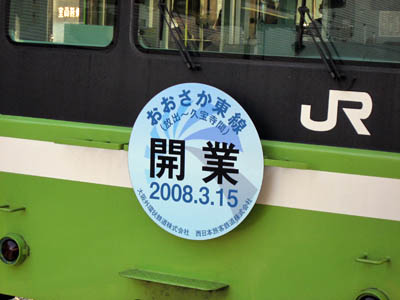 おおさか東線
(放出～久宝寺間)
開業
2008.3.15
大阪外環状鉄道株式会社 西日本旅客鉄道株式会社
JR